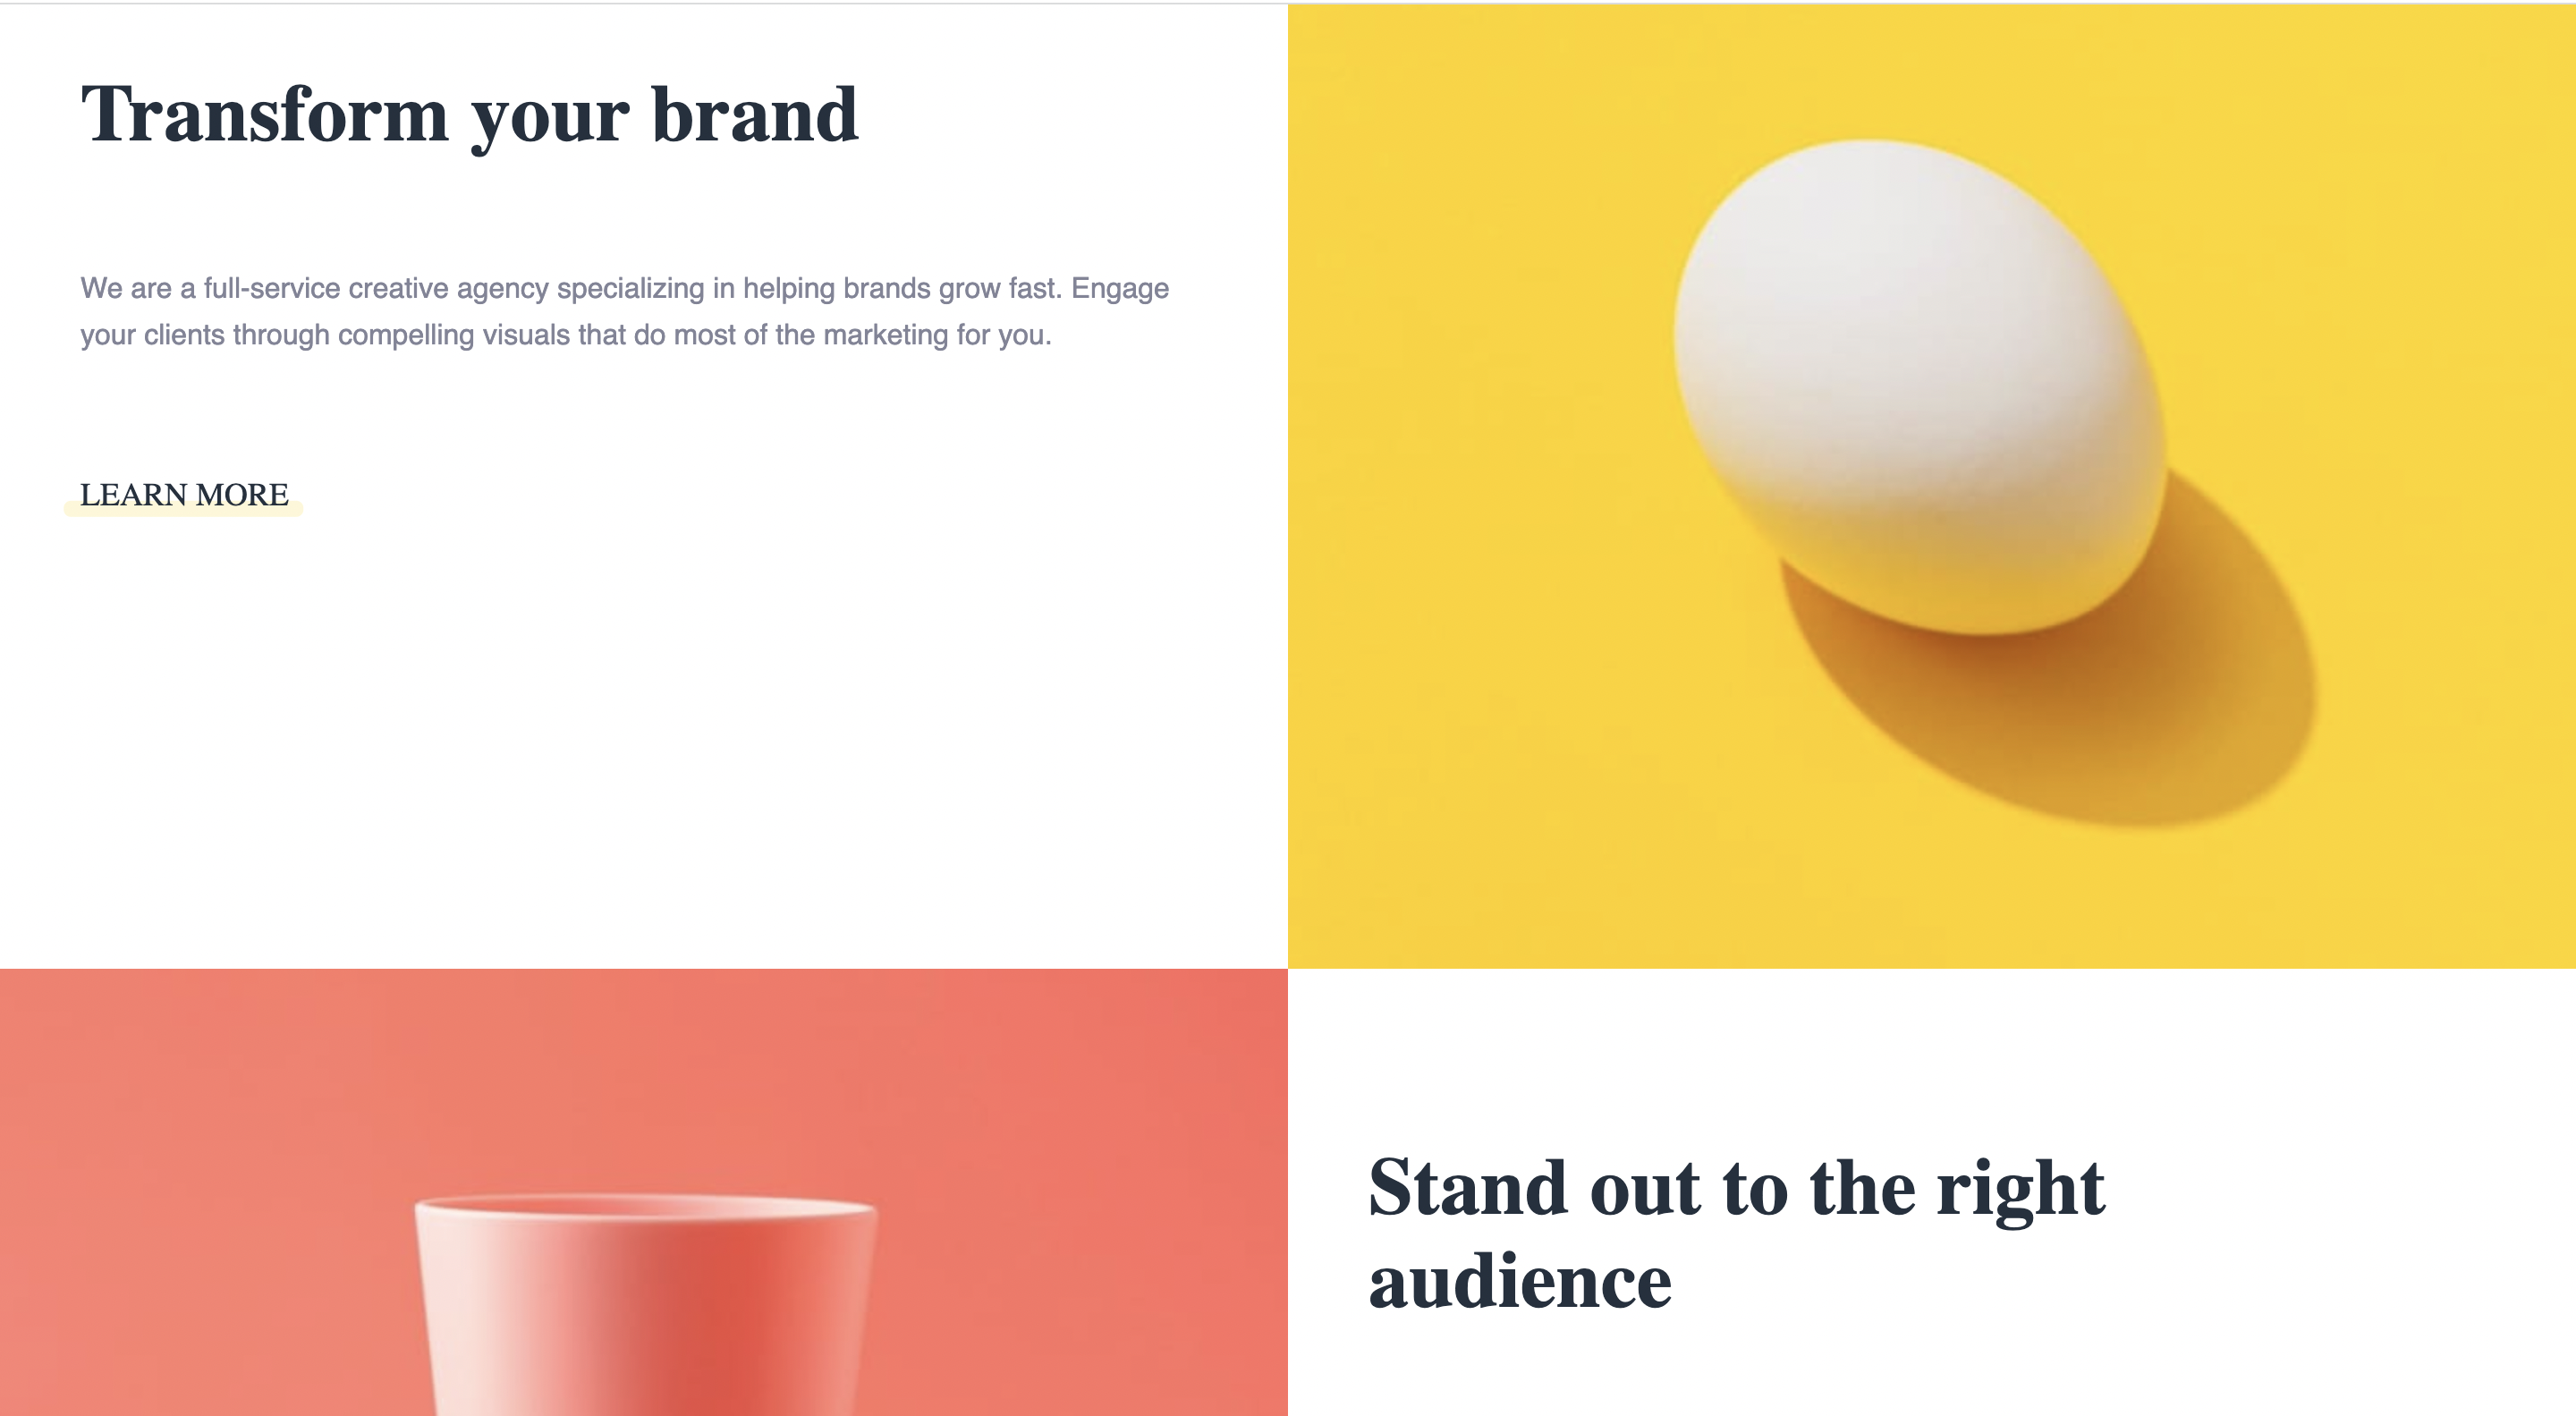 Transform your brand
We are a full-service creative agency specializing in helping brands grow fast. Engage
your clients through compelling visuals that do most of the marketing for you.
LEARN MORE
Stand out to the right
audience